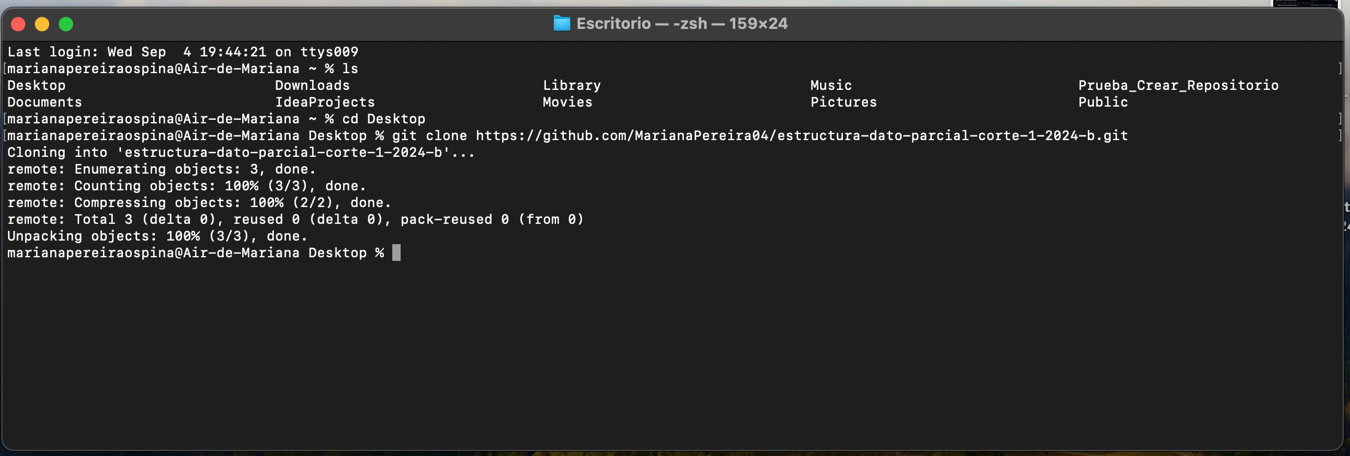 Escritorio — -zsh — 159×24
Last login: Wed Sep  4 19:44:21 on ttys009
[marianapereiraospina@Air-de-Mariana ~ % ls ]
Desktop Downloads Library Music Prueba_Crear_Repositorio
Documents IdeaProjects Movies Pictures Public
[marianapereiraospina@Air-de-Mariana ~ % cd Desktop ]
[marianapereiraospina@Air-de-Mariana Desktop % git clone https://github.com/MarianaPereira04/estructura-dato-parcial-corte-1-2024-b.git ]
Cloning into 'estructura-dato-parcial-corte-1-2024-b'...
remote: Enumerating objects: 3, done.
remote: Counting objects: 100% (3/3), done.
remote: Compressing objects: 100% (2/2), done.
remote: Total 3 (delta 0), reused 0 (delta 0), pack-reused 0 (from 0)
Unpacking objects: 100% (3/3), done.
marianapereiraospina@Air-de-Mariana Desktop %